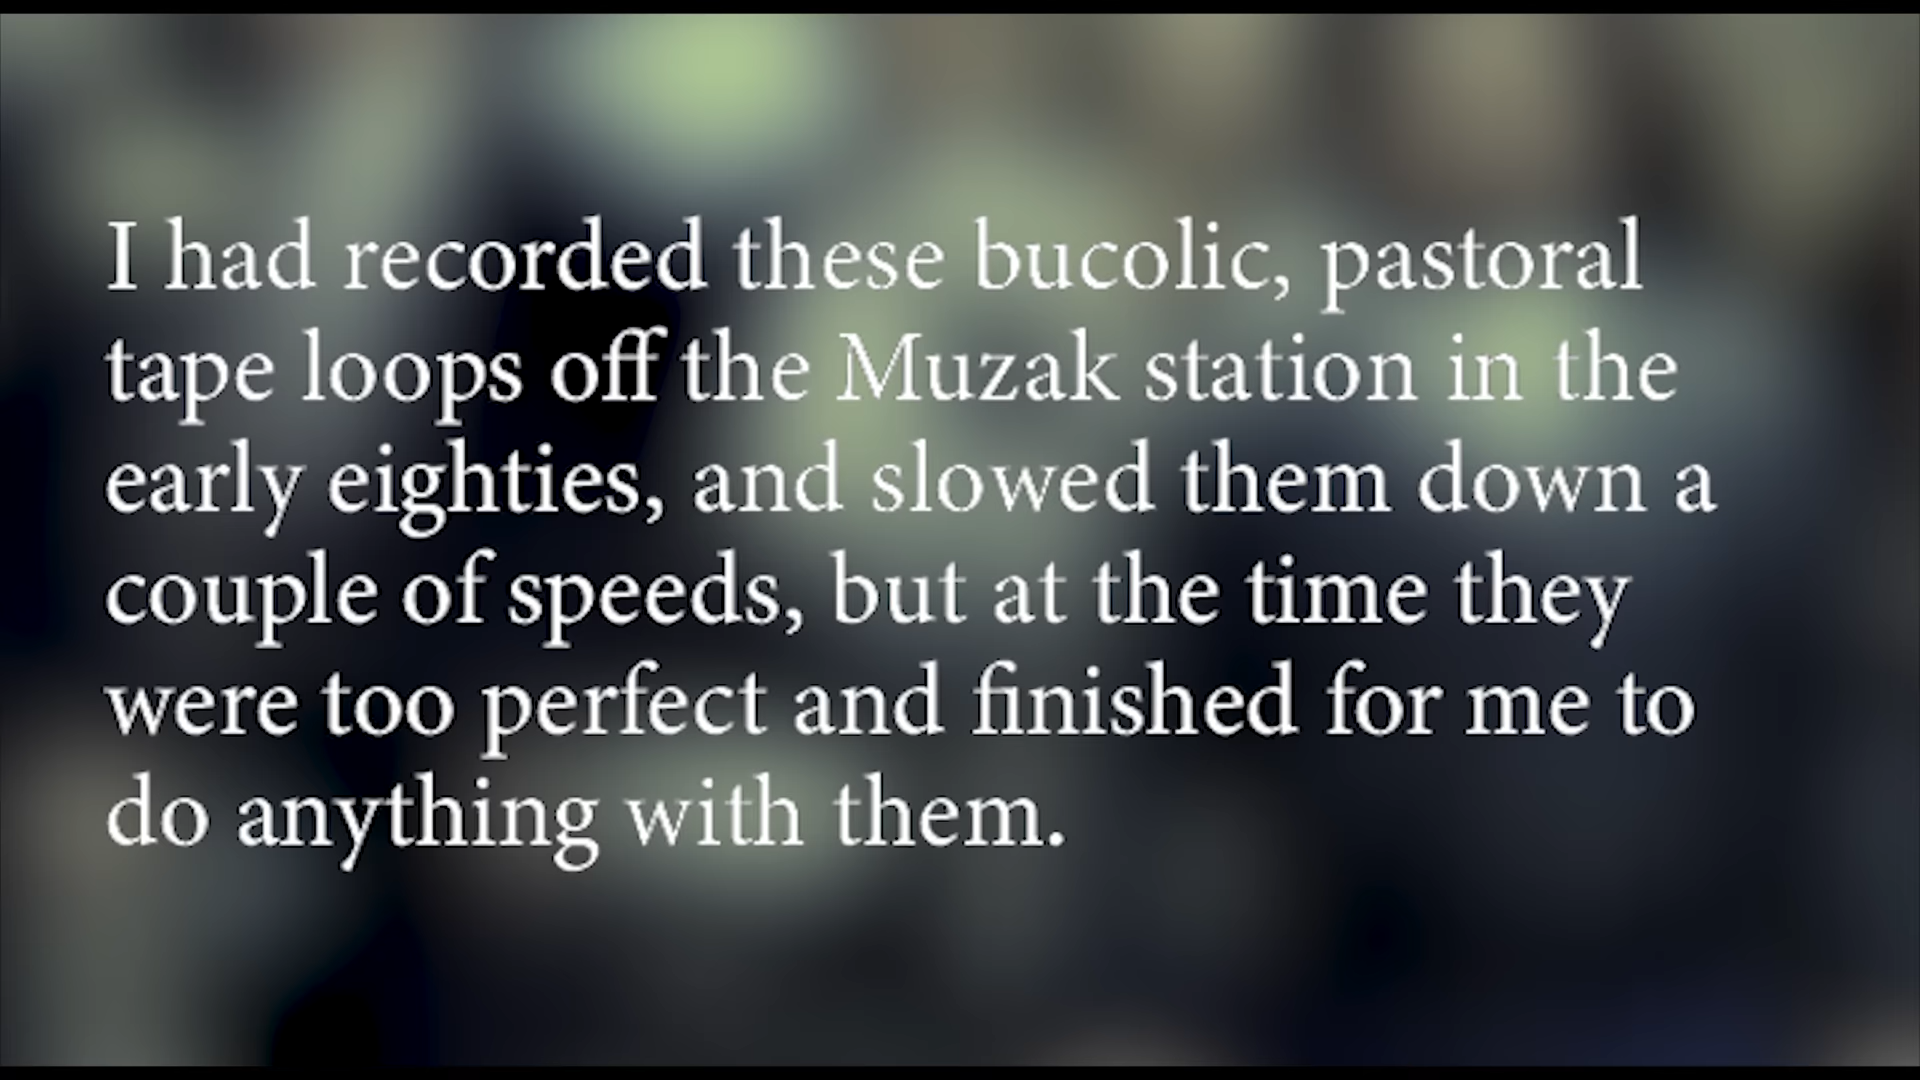 I had recorded these bucolic, pastoral
tape loops off the Muzak station in the
early eighties, and slowed them down a
couple of speeds, but at the time they
were too perfect and finished for me to
do anything with them.